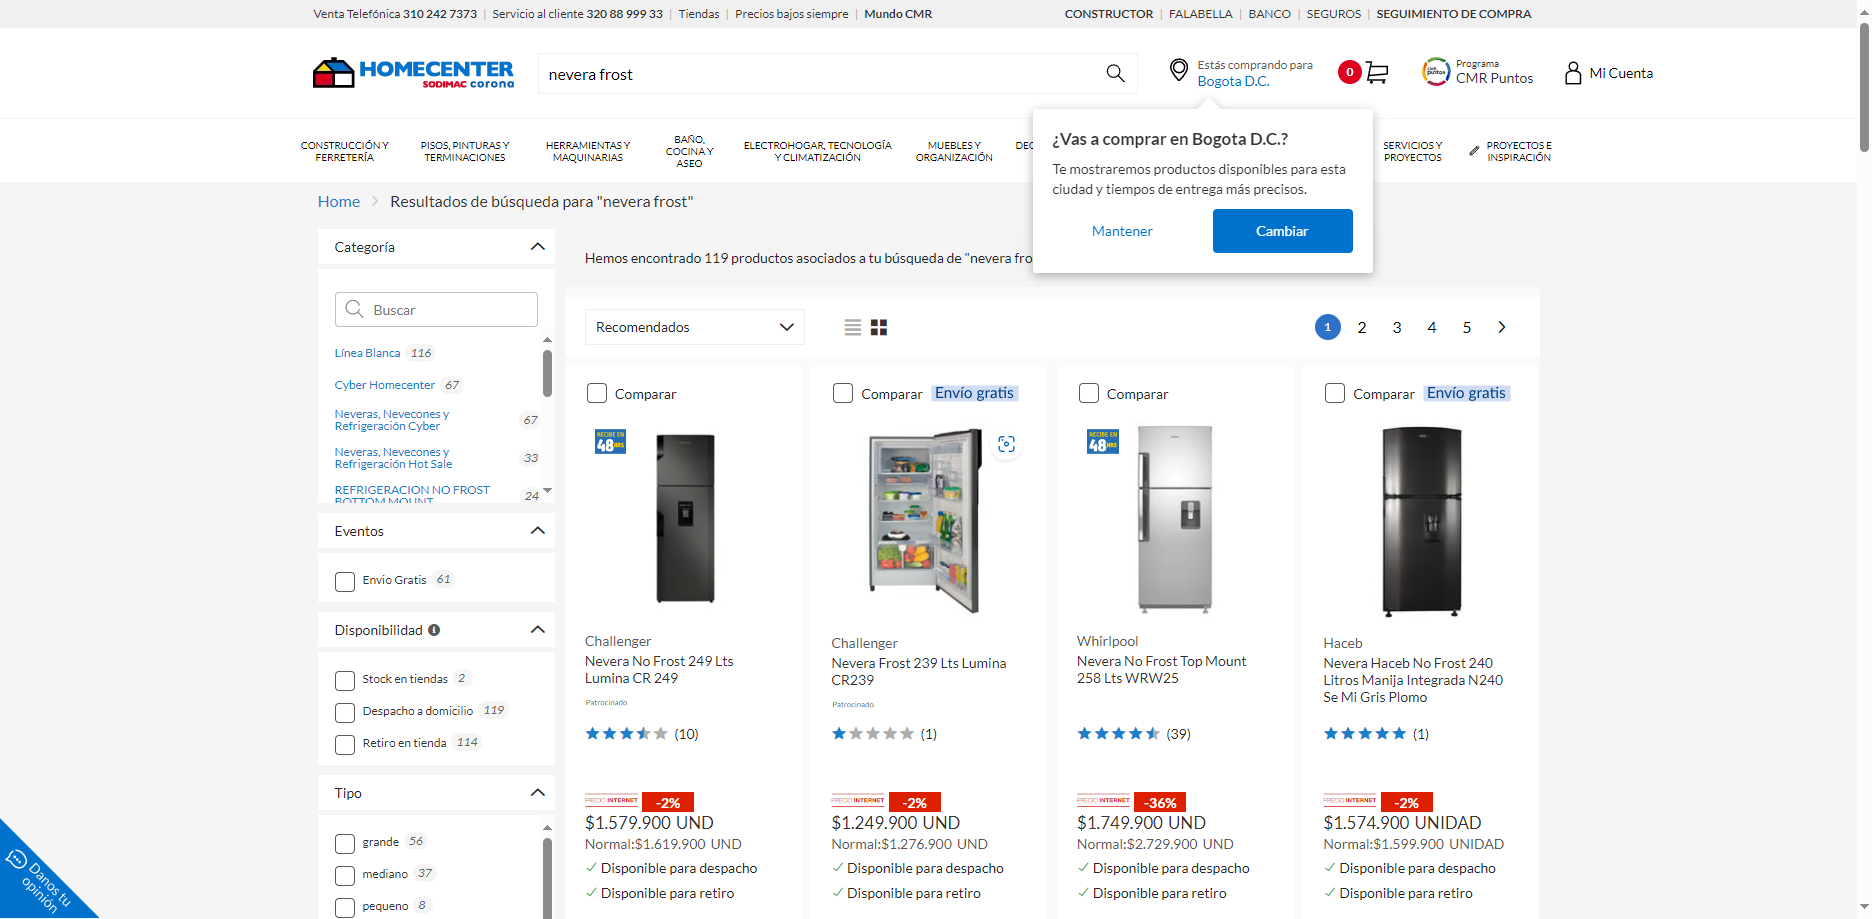 Venta Telefónica 310 242 7373 | Servicio al cliente 320 88 999 33 | Tiendas | Precios bajos siempre | Mundo CMR
CONSTRUCTOR | FALABELLA | BANCO | SEGUROS | SEGUIMIENTO DE COMPRA
HOMECENTER
SODIMAC corona
nevera frost
Estás comprando para
Bogota D.C.
0
CMR puntos
Programa
CMR Puntos
Mi Cuenta
CONSTRUCCIÓN Y
FERRETERÍA
PISOS, PINTURAS Y
TERMINACIONES
HERRAMIENTAS Y
MAQUINARIAS
BAÑO,
COCINA Y
ASEO
ELECTROHOGAR, TECNOLOGÍA
Y CLIMATIZACIÓN
MUEBLES Y
ORGANIZACIÓN
DEC
SERVICIOS Y
PROYECTOS
PROYECTOS E
INSPIRACIÓN
¿Vas a comprar en Bogota D.C.?
Te mostraremos productos disponibles para esta
ciudad y tiempos de entrega más precisos.
Mantener
Cambiar
Home > Resultados de búsqueda para "nevera frost"
Categoría
Buscar
Línea Blanca 116
Cyber Homecenter 67
Neveras, Nevecones y
Refrigeración Cyber 67
Neveras, Nevecones y
Refrigeración Hot Sale 33
REFRIGERACION NO FROST
BOTTOM MOUNT 24
Eventos
Envio Gratis 61
Disponibilidad
Stock en tiendas 2
Despacho a domicilio 119
Retiro en tienda 114
Tipo
grande 56
mediano 37
pequeno 8
Danos tu
opinión
Hemos encontrado 119 productos asociados a tu búsqueda de "nevera fro
Recomendados
1 2 3 4 5
Comparar
RECIBE EN
48 HRS
Challenger
Nevera No Frost 249 Lts
Lumina CR 249
Patrocinado
(10)
PRECIO INTERNET -2%
$1.579.900 UND
Normal:$1.619.900 UND
Disponible para despacho
Disponible para retiro
Comparar Envío gratis
Challenger
Nevera Frost 239 Lts Lumina
CR239
Patrocinado
(1)
PRECIO INTERNET -2%
$1.249.900 UND
Normal:$1.276.900 UND
Disponible para despacho
Disponible para retiro
Comparar
RECIBE EN
48 HRS
Whirlpool
Nevera No Frost Top Mount
258 Lts WRW25
(39)
PRECIO INTERNET -36%
$1.749.900 UND
Normal:$2.729.900 UND
Disponible para despacho
Disponible para retiro
Comparar Envío gratis
Haceb
Nevera Haceb No Frost 240
Litros Manija Integrada N240
Se Mi Gris Plomo
(1)
PRECIO INTERNET -2%
$1.574.900 UNIDAD
Normal:$1.599.900 UNIDAD
Disponible para despacho
Disponible para retiro